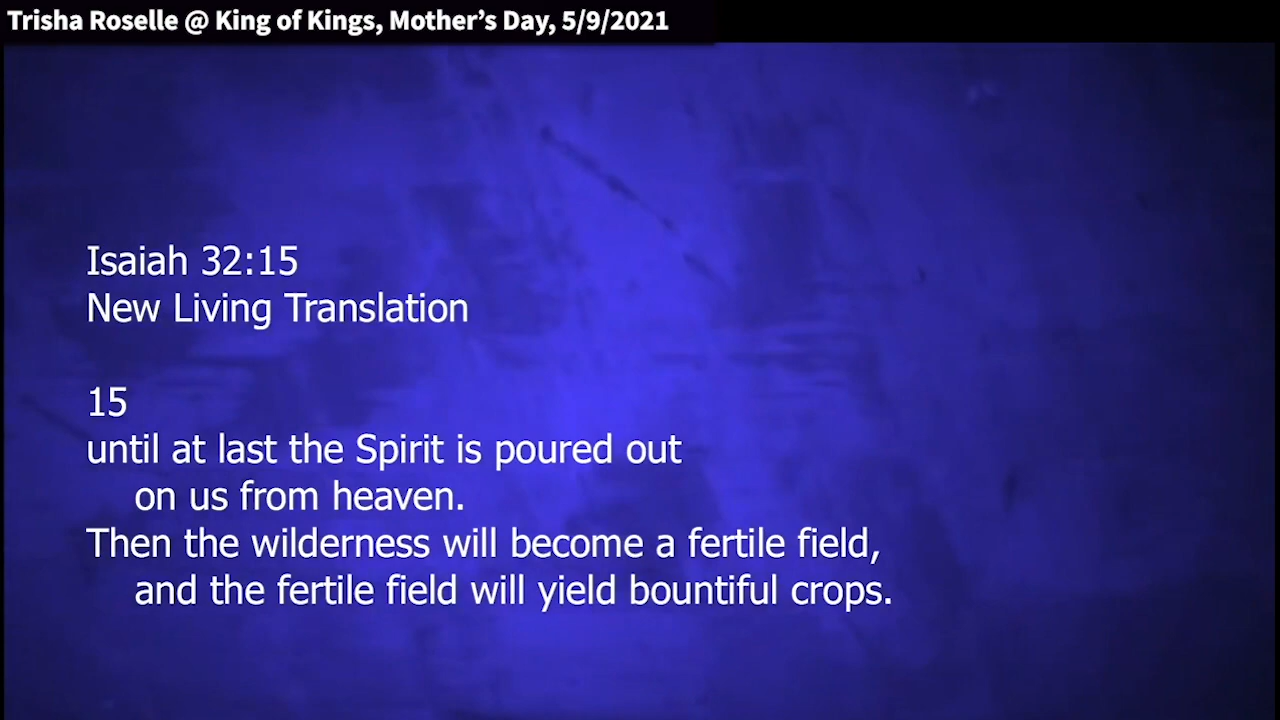 Trisha Roselle @ King of Kings, Mother’s Day, 5/9/2021
Isaiah 32:15
New Living Translation
15
until at last the Spirit is poured out
on us from heaven.
Then the wilderness will become a fertile field,
and the fertile field will yield bountiful crops.